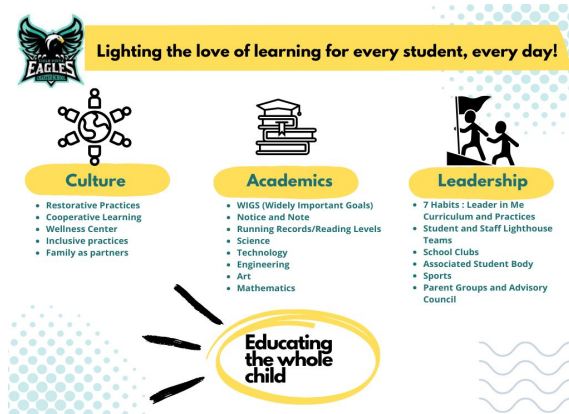 EAGLES
CHARTER SCHOOL
Lighting the love of learning for every student, every day!
Culture
Restorative Practices
Cooperative Learning
Wellness Center
Inclusive practices
Family as partners
Academics
WIGS (Widely Important Goals)
Notice and Note
Running Records/Reading Levels
Science
Technology
Engineering
Art
Mathematics
Leadership
7 Habits : Leader in Me
Curriculum and Practices
Student and Staff Lighthouse
Teams
School Clubs
Associated Student Body
Sports
Parent Groups and Advisory
Council
Educating
the whole
child